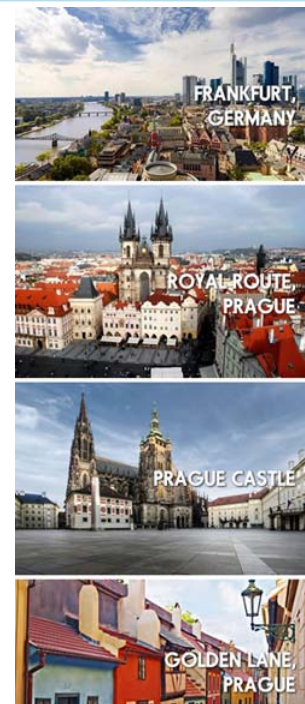 FRANKFURT,
GERMANY
ROYAL ROUTE,
PRAGUE
PRAGUE CASTLE
GOLDEN LANE,
PRAGUE